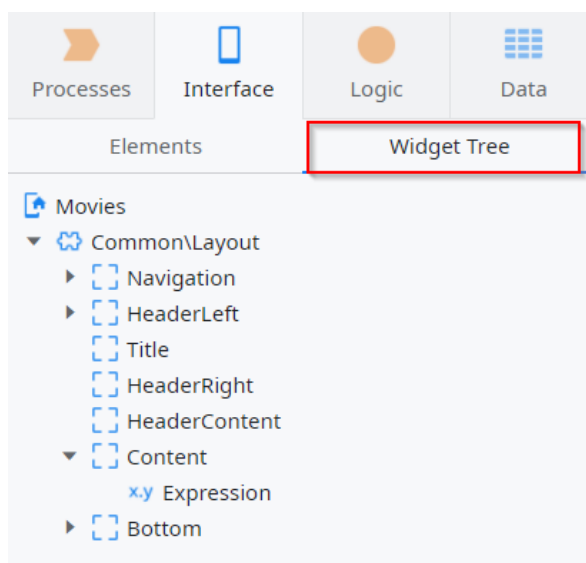 Processes Interface Logic Data
Elements Widget Tree
Movies
Common\Layout
Navigation
HeaderLeft
Title
HeaderRight
HeaderContent
Content
x.y Expression
Bottom